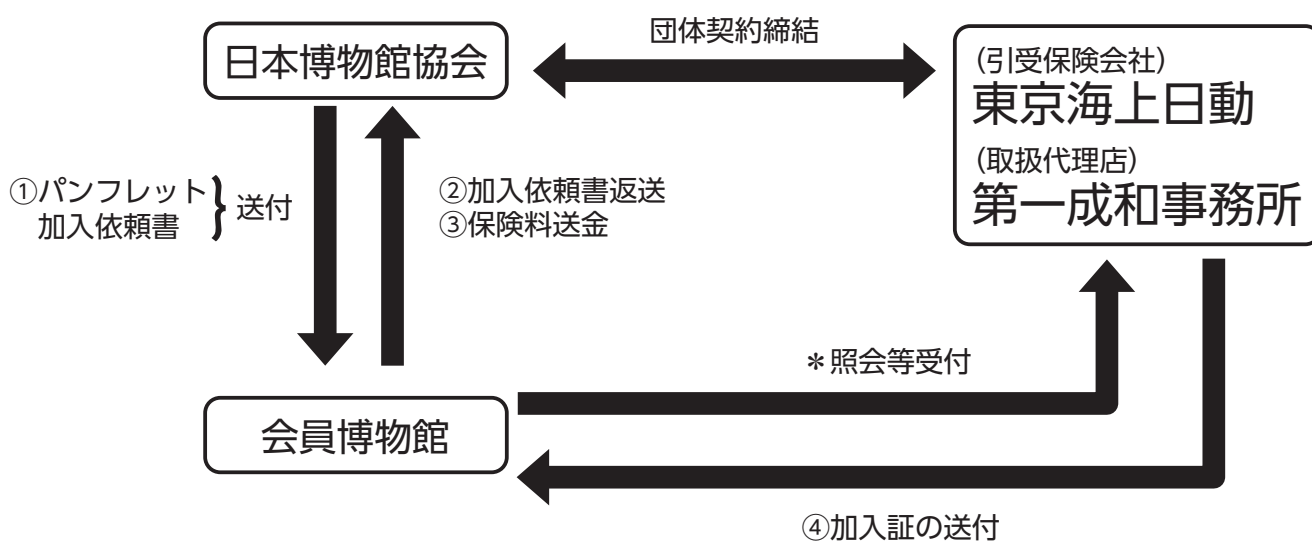 団体契約締結
日本博物館協会
(引受保険会社)
東京海上日動
(取扱代理店)
第一成和事務所
①パンフレット
加入依頼書
}送付
②加入依頼書返送
③保険料送金
＊照会等受付
会員博物館
④加入証の送付